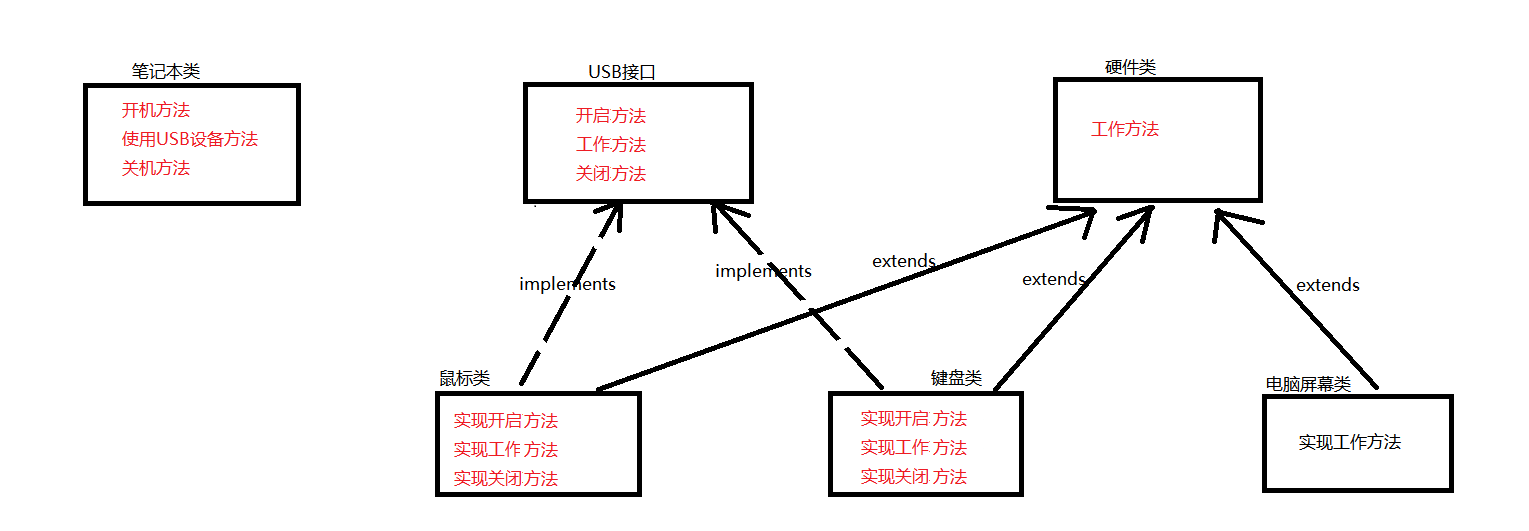 笔记本类
开机方法
使用USB设备方法
关机方法
USB接口
开启方法
工作方法
关闭方法
硬件类
工作方法
implements
implements
extends
extends
extends
鼠标类
实现开启方法
实现工作 方法
实现关闭方法
键盘类
实现开启 方法
实现工作 方法
实现关闭 方法
电脑屏幕类
实现工作方法